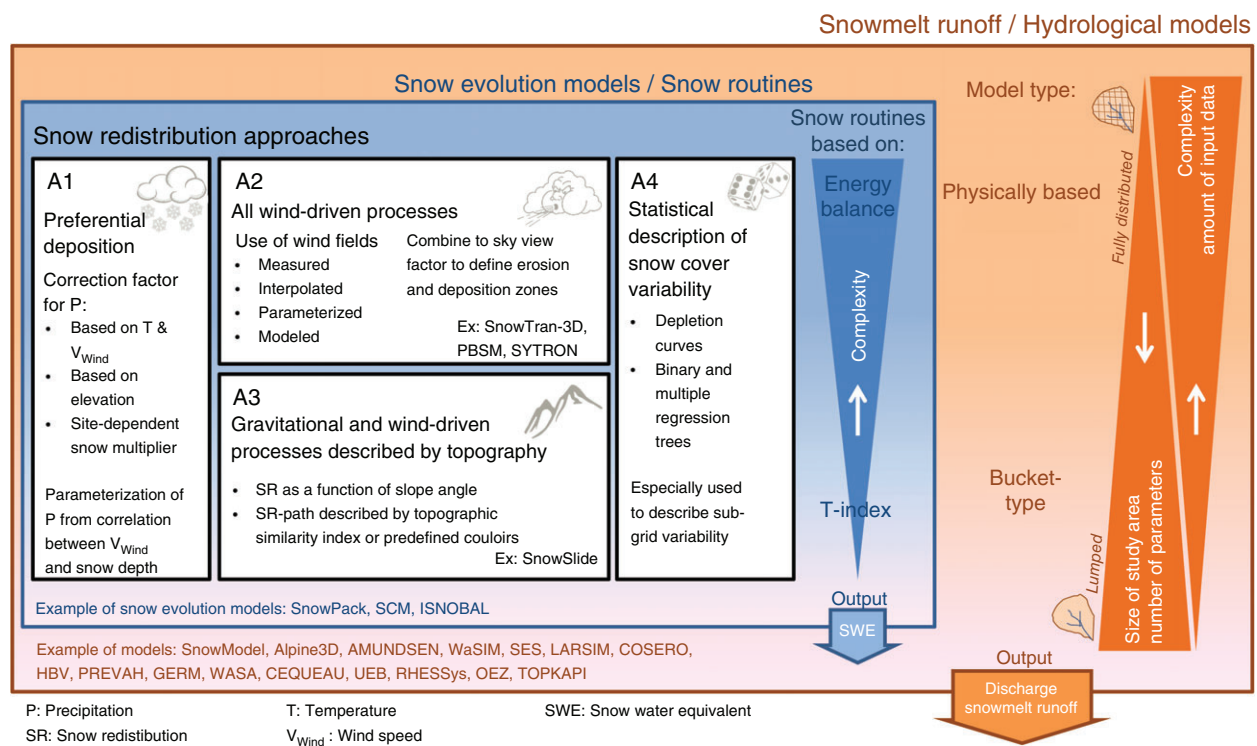 Snowmelt runoff / Hydrological models
Snow evolution models / Snow routines
Snow redistribution approaches
A1
Preferential
deposition
Correction factor
for P:
• Based on T &
VWind
• Based on
elevation
• Site-dependent
snow multiplier
Parameterization of
P from correlation
between VWind
and snow depth
A2
All wind-driven processes
Use of wind fields
• Measured
• Interpolated
• Parameterized
• Modeled
Combine to sky view
factor to define erosion
and deposition zones
Ex: SnowTran-3D,
PBSM, SYTRON
A3
Gravitational and wind-driven
processes described by topography
• SR as a function of slope angle
• SR-path described by topographic
similarity index or predefined couloirs
Ex: SnowSlide
A4
Statistical
description of
snow cover
variability
• Depletion
curves
• Binary and
multiple
regression
trees
Especially used
to describe sub-
grid variability
Snow routines
based on:
Energy
balance
Complexity
T-index
Output
SWE
Example of snow evolution models: SnowPack, SCM, ISNOBAL
Example of models: SnowModel, Alpine3D, AMUNDSEN, WaSIM, SES, LARSIM, COSERO,
HBV, PREVAH, GERM, WASA, CEQUEAU, UEB, RHESSys, OEZ, TOPKAPI
Model type:
Physically based
Bucket-
type
Fully distributed
Lumped
Size of study area
number of parameters
Complexity
amount of input data
Output
Discharge
snowmelt runoff
P: Precipitation
T: Temperature
SWE: Snow water equivalent
SR: Snow redistibution
VWind : Wind speed